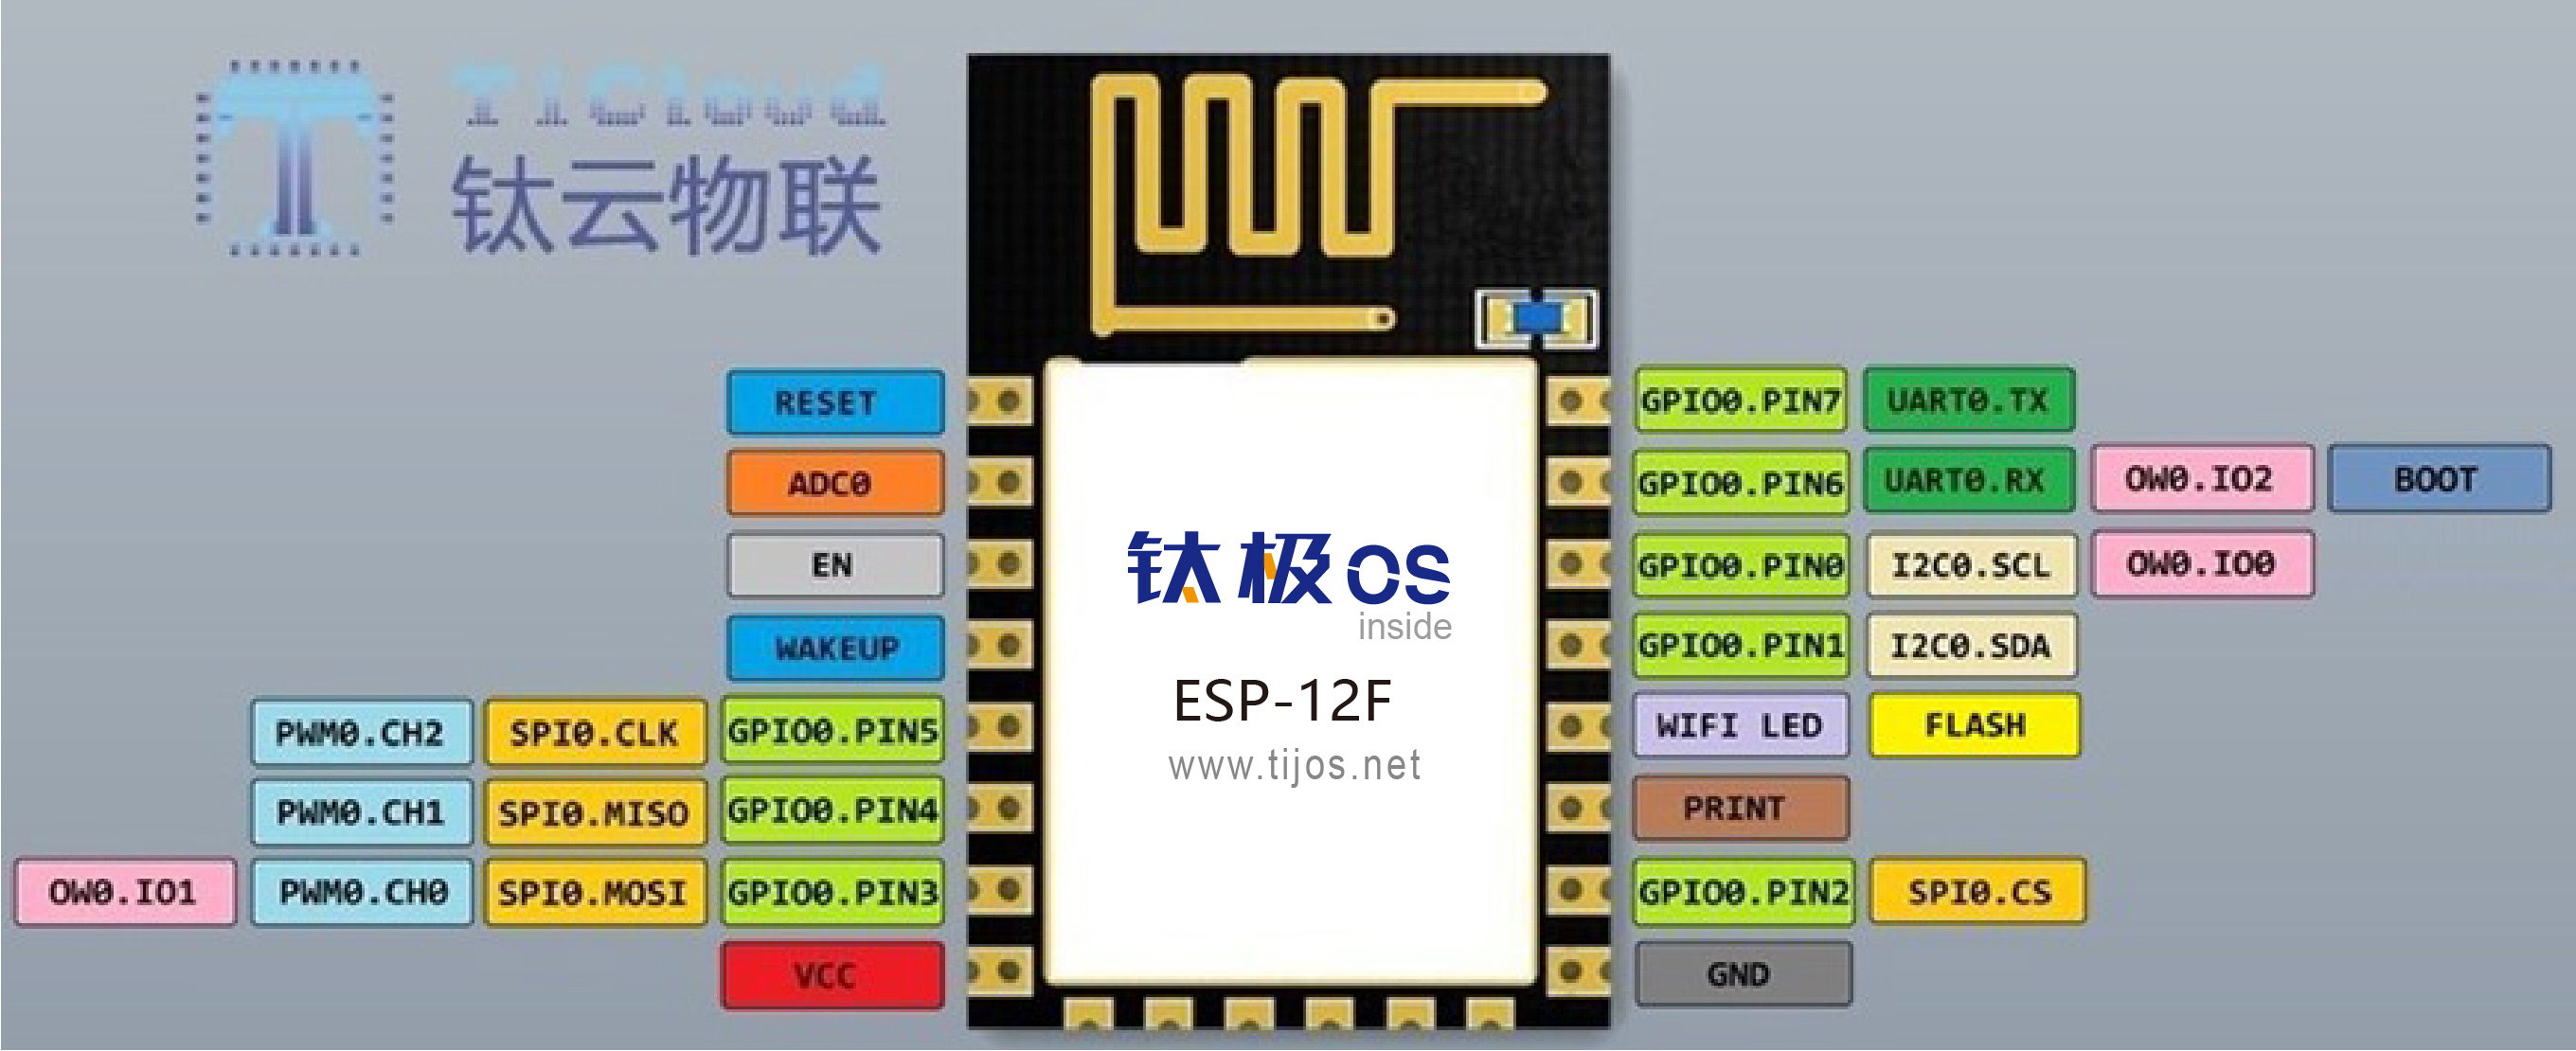 TiCloud
钛云物联
RESET
ADC0
EN
WAKEUP
PWM0.CH2 SPI0.CLK GPIO0.PIN5
PWM0.CH1 SPI0.MISO GPIO0.PIN4
OW0.IO1 PWM0.CH0 SPI0.MOSI GPIO0.PIN3
VCC
钛极OS
inside
ESP-12F
www.tijos.net
GPIO0.PIN7 UART0.TX
GPIO0.PIN6 UART0.RX OW0.IO2 BOOT
GPIO0.PIN0 I2C0.SCL OW0.IO0
GPIO0.PIN1 I2C0.SDA
WIFI LED FLASH
PRINT
GPIO0.PIN2 SPI0.CS
GND